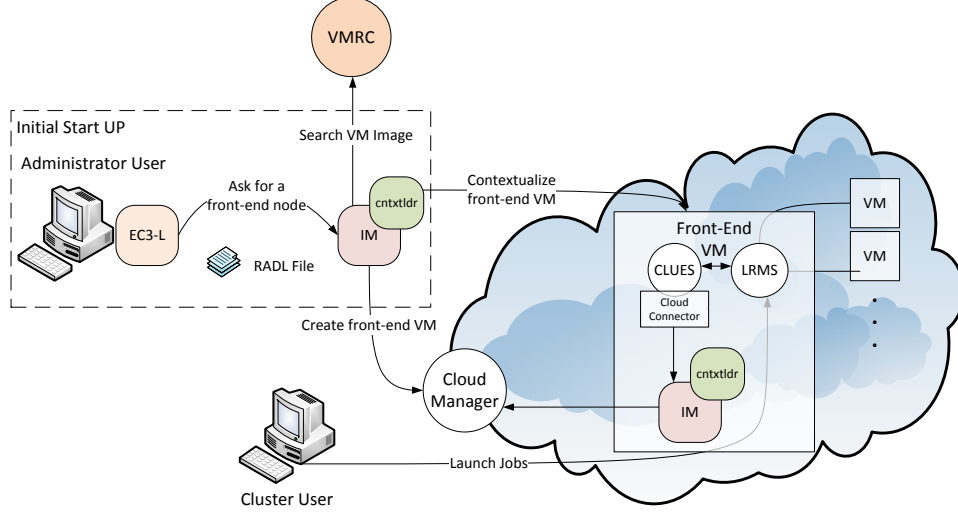 VMRC
Initial Start UP
Search VM Image
Administrator User
Ask for a
front-end node
EC3-L
RADL File
cntxtldr
IM
Contextualize
front-end VM
Create front-end VM
Front-End
VM
CLUES
LRMS
Cloud
Connector
cntxtldr
IM
VM
VM
Cloud
Manager
Launch Jobs
Cluster User